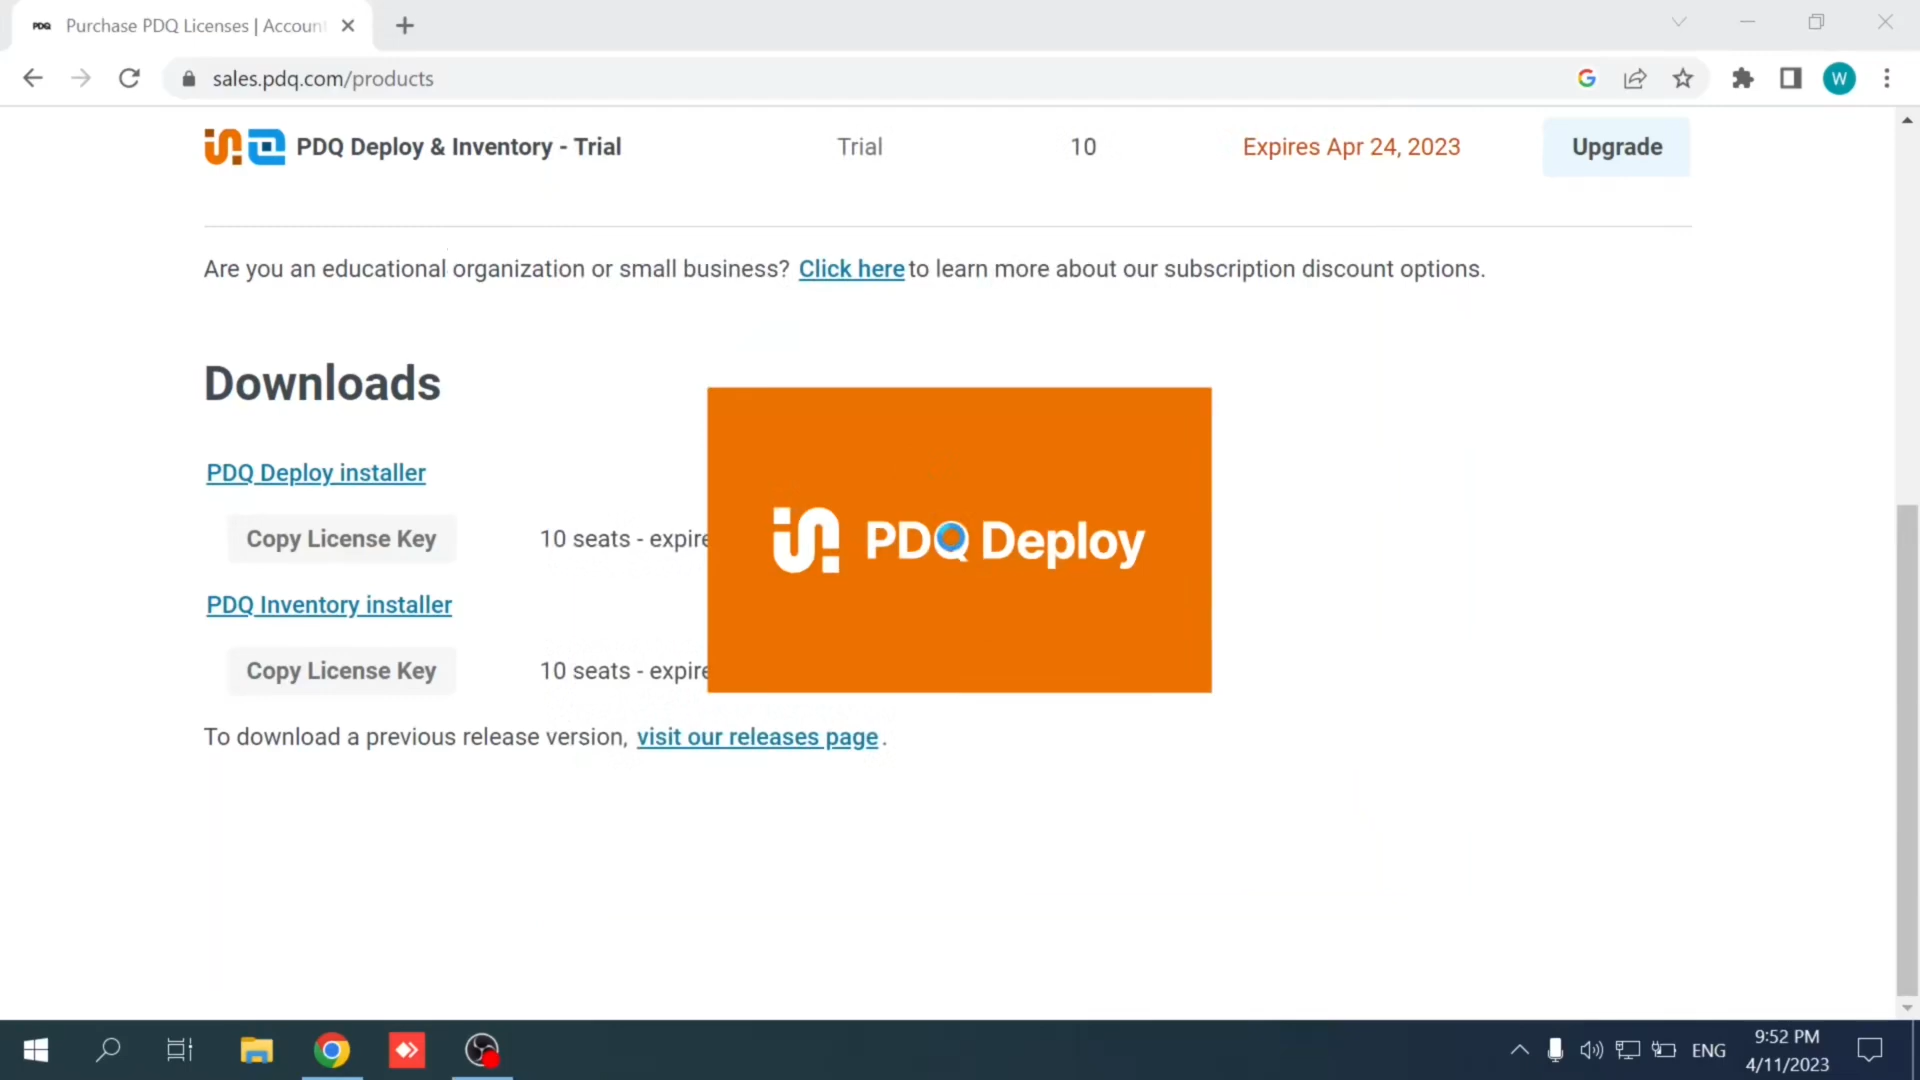 PDQ Purchase PDQ Licenses | Accoun
sales.pdq.com/products
W
PDQ Deploy & Inventory - Trial Trial 10 Expires Apr 24, 2023 Upgrade
Are you an educational organization or small business? Click here to learn more about our subscription discount options.
Downloads
PDQ Deploy installer
Copy License Key 10 seats - expire
PDQ Deploy
PDQ Inventory installer
Copy License Key 10 seats - expire
To download a previous release version, visit our releases page.
ENG 9:52 PM
4/11/2023